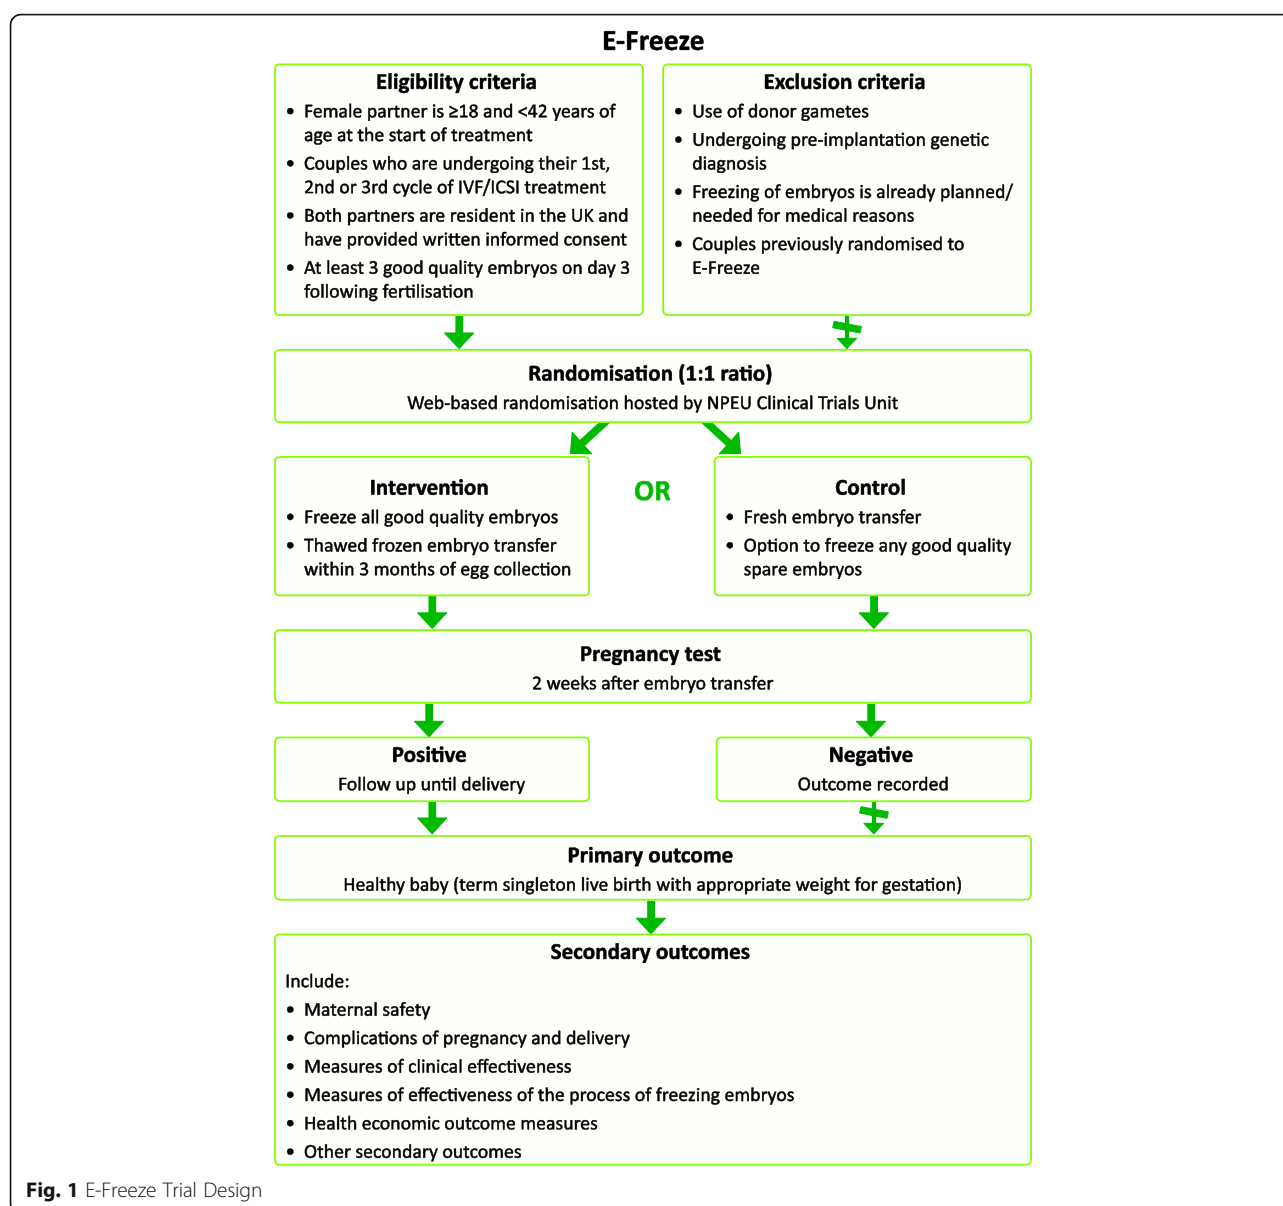 E-Freeze
Eligibility criteria
• Female partner is ≥18 and <42 years of
age at the start of treatment
• Couples who are undergoing their 1st,
2nd or 3rd cycle of IVF/ICSI treatment
• Both partners are resident in the UK and
have provided written informed consent
• At least 3 good quality embryos on day 3
following fertilisation
Exclusion criteria
• Use of donor gametes
• Undergoing pre-implantation genetic
diagnosis
• Freezing of embryos is already planned/
needed for medical reasons
• Couples previously randomised to
E-Freeze
Randomisation (1:1 ratio)
Web-based randomisation hosted by NPEU Clinical Trials Unit
Intervention
• Freeze all good quality embryos
• Thawed frozen embryo transfer
within 3 months of egg collection
OR
Control
• Fresh embryo transfer
• Option to freeze any good quality
spare embryos
Pregnancy test
2 weeks after embryo transfer
Positive
Follow up until delivery
Negative
Outcome recorded
Primary outcome
Healthy baby (term singleton live birth with appropriate weight for gestation)
Secondary outcomes
Include:
• Maternal safety
• Complications of pregnancy and delivery
• Measures of clinical effectiveness
• Measures of effectiveness of the process of freezing embryos
• Health economic outcome measures
• Other secondary outcomes
Fig. 1 E-Freeze Trial Design